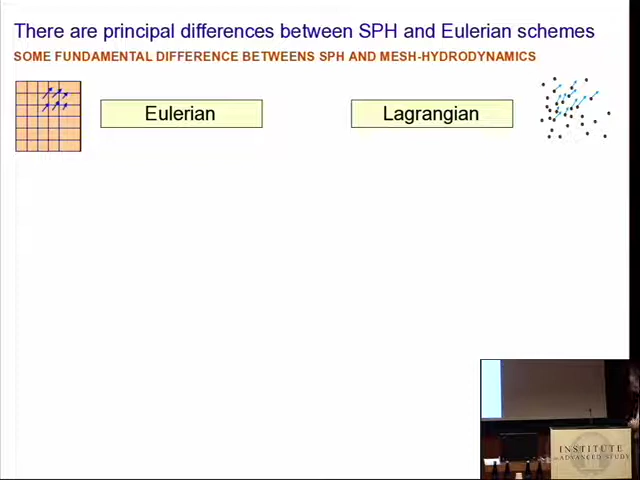 There are principal differences between SPH and Eulerian schemes
SOME FUNDAMENTAL DIFFERENCE BETWEENS SPH AND MESH-HYDRODYNAMICS
Eulerian
Lagrangian
INSTITUTE
ADVANCED STUDY